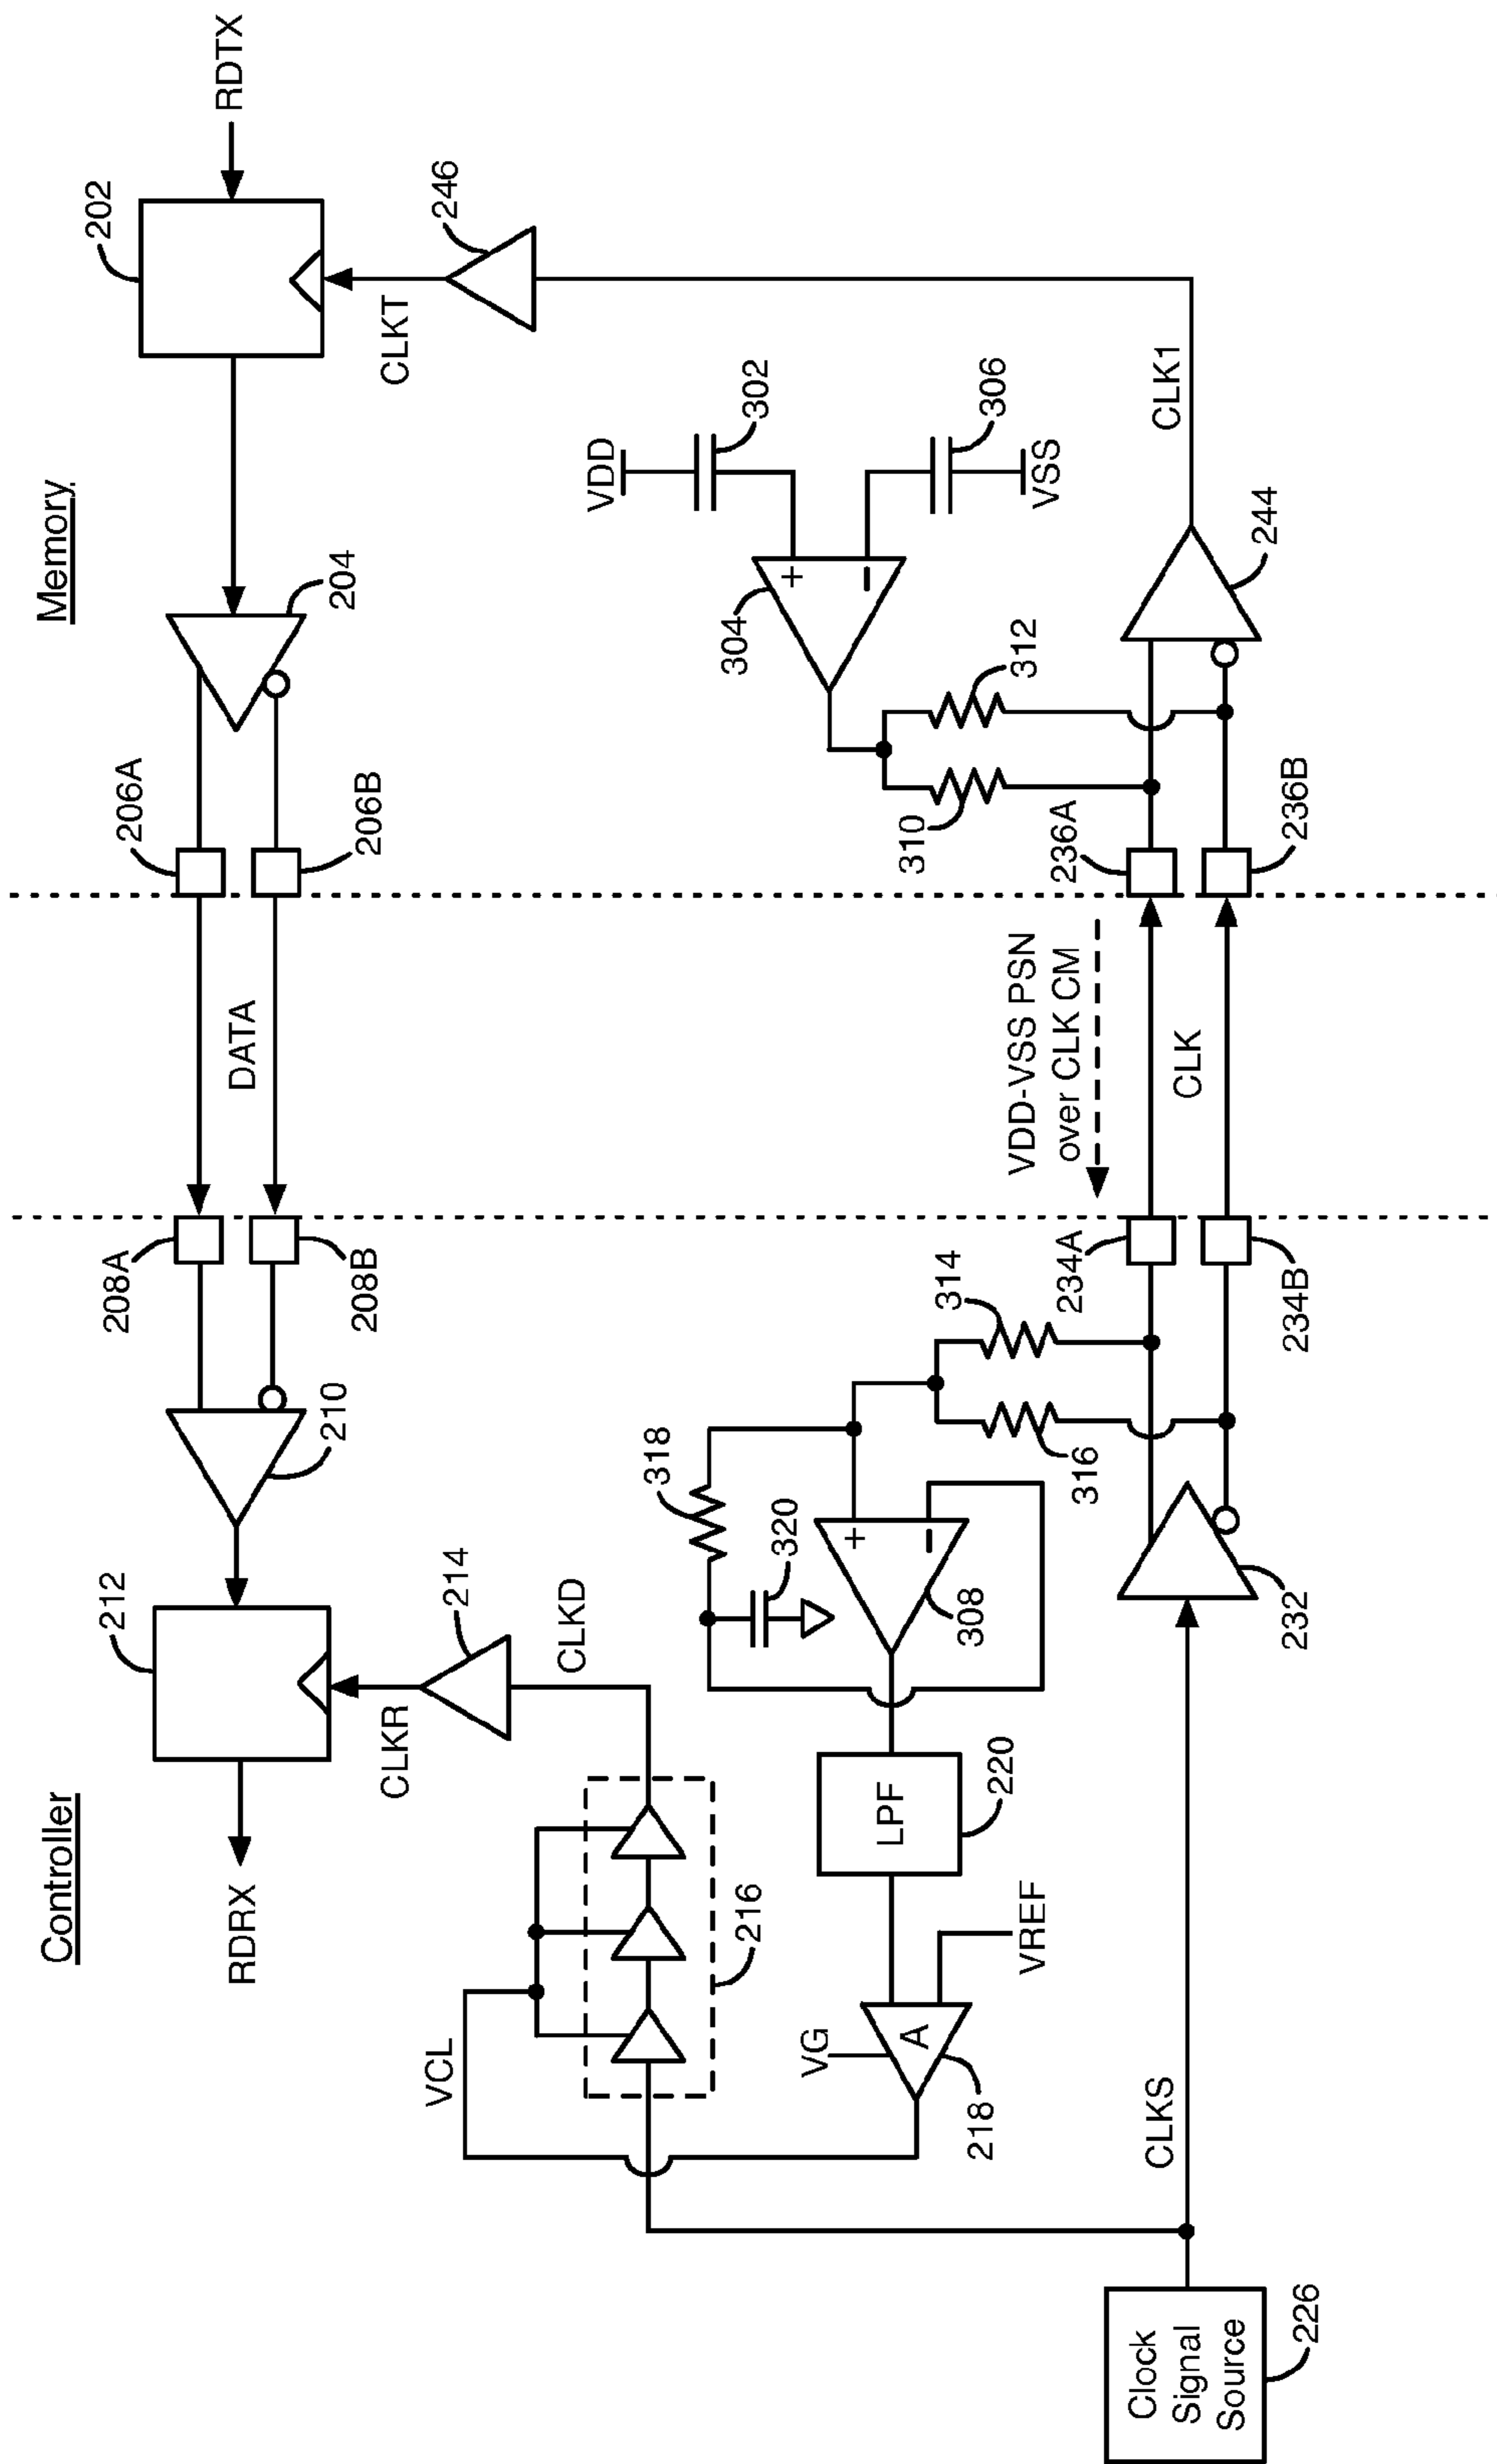 Controller
Memory
RDRX
212
210
208A
208B
DATA
206A
206B
204
202
RDTX
CLKR
214
CLKD
CLKT
246
VCL
216
318
320
VDD
302
304
306
VSS
VG
A
218
VREF
LPF
220
308
+
−
+
−
314
316
310
312
VDD-VSS PSN
over CLK CM
CLK
234A
234B
236A
236B
244
CLK1
232
CLKS
Clock
Signal
Source
226